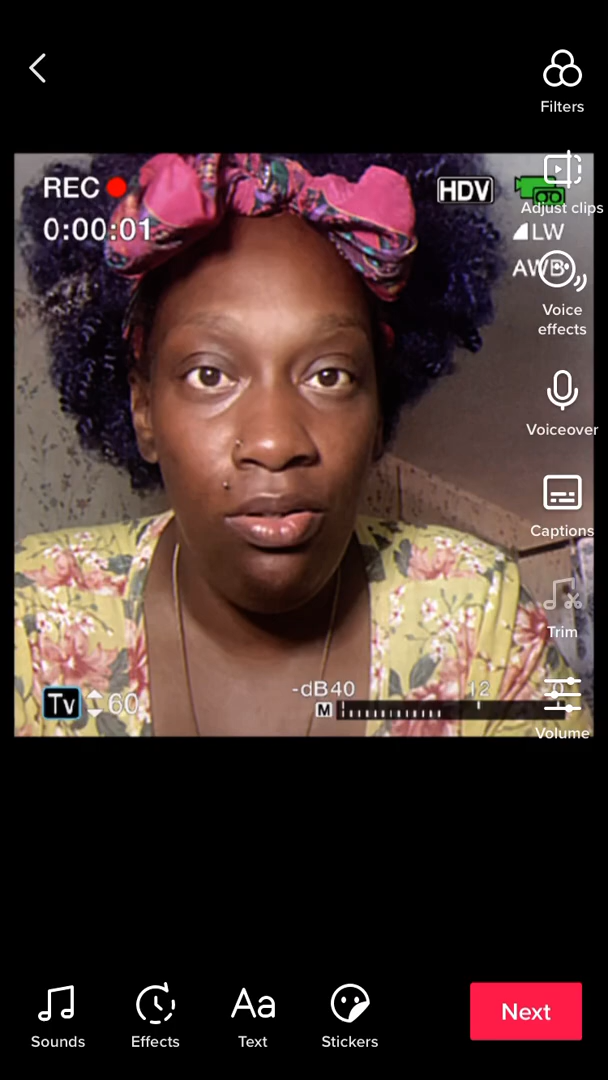 Filters
REC
HDV
0:00:01
Adjust clips
LW
AWB
Voice
effects
Voiceover
Captions
Trim
Tv 60
-dB40 12
M
Volume
Sounds
Effects
Aa
Text
Stickers
Next